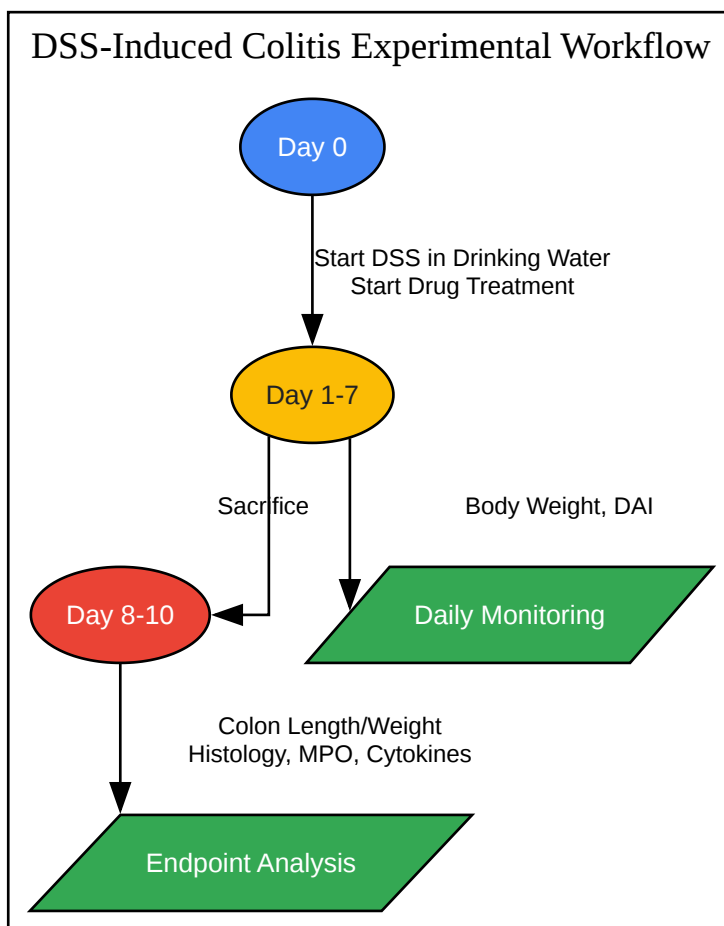 DSS-Induced Colitis Experimental Workflow
Day 0
Start DSS in Drinking Water
Start Drug Treatment
Day 1-7
Sacrifice
Body Weight, DAI
Day 8-10
Daily Monitoring
Colon Length/Weight
Histology, MPO, Cytokines
Endpoint Analysis